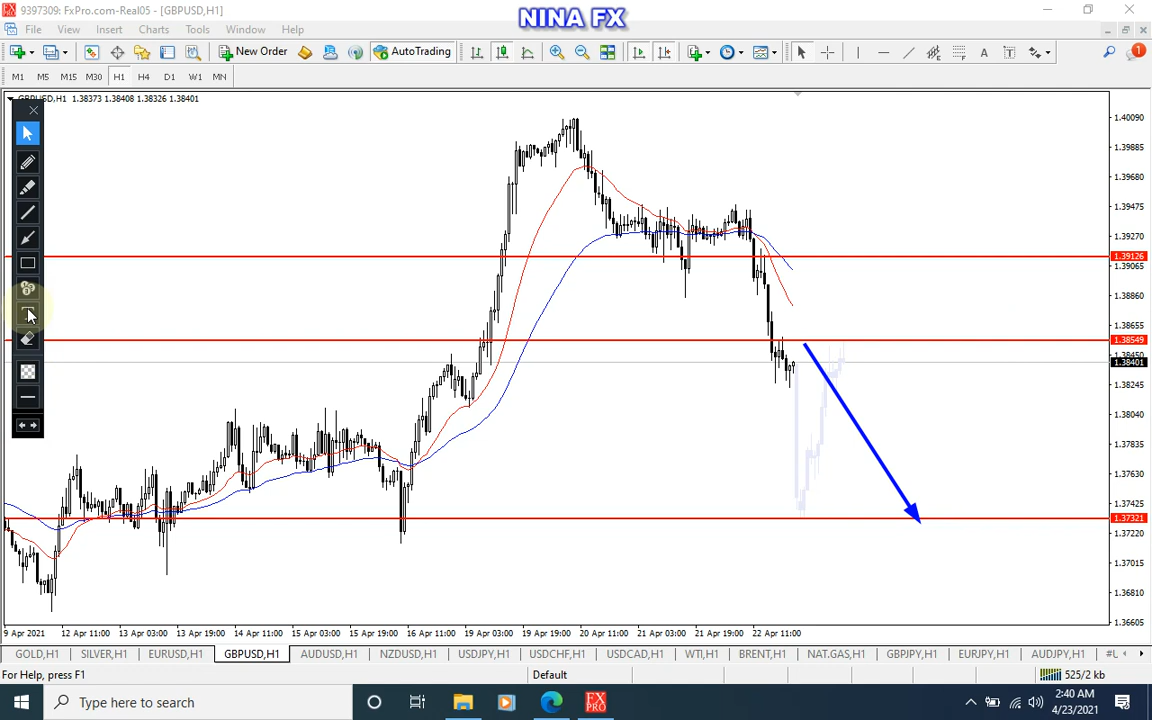 9397309: FxPro.com-Real05 - [GBPUSD,H1]
NINA FX
File View Insert Charts Tools Window Help
New Order AutoTrading A T 1
M1 M5 M15 M30 H1 H4 D1 W1 MN
GBPUSD,H1 1.38373 1.38408 1.38326 1.38401
1.40090
1.39885
1.39680
1.39475
1.39270
1.39126
1.39065
1.38860
1.38655
1.38549
1.38450
1.38401
1.38245
1.38040
1.37835
1.37630
1.37425
1.37321
1.37220
1.37015
1.36810
1.36605
9 Apr 2021 12 Apr 11:00 13 Apr 03:00 13 Apr 19:00 14 Apr 11:00 15 Apr 03:00 15 Apr 19:00 16 Apr 11:00 19 Apr 03:00 19 Apr 19:00 20 Apr 11:00 21 Apr 03:00 21 Apr 19:00 22 Apr 11:00
GOLD,H1 SILVER,H1 EURUSD,H1 GBPUSD,H1 AUDUSD,H1 NZDUSD,H1 USDJPY,H1 USDCHF,H1 USDCAD,H1 WTI,H1 BRENT,H1 NAT.GAS,H1 GBPJPY,H1 EURJPY,H1 AUDJPY,H1 #U
For Help, press F1 Default 525/2 kb
Type here to search
FX PRO
2:40 AM
4/23/2021